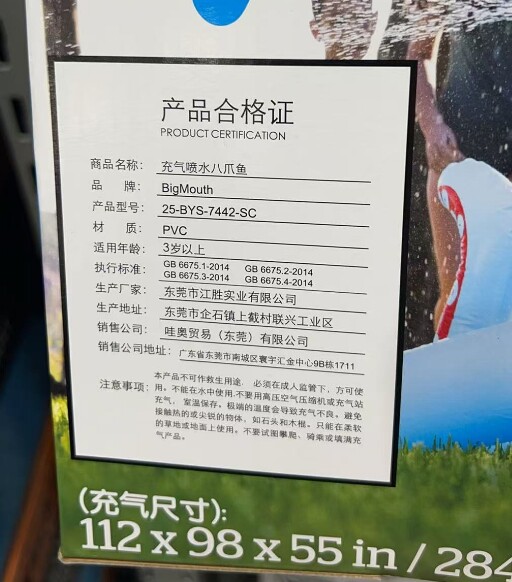 产品合格证
PRODUCT CERTIFICATION
商品名称: 充气喷水八爪鱼
品 牌: BigMouth
产品型号: 25-BYS-7442-SC
材 质: PVC
适用年龄: 3岁以上
执行标准: GB 6675.1-2014 GB 6675.2-2014
GB 6675.3-2014 GB 6675.4-2014
生产厂家: 东莞市江胜实业有限公司
生产地址: 东莞市企石镇上截村联兴工业区
销售公司: 哇奥贸易（东莞）有限公司
销售公司地址: 广东省东莞市南城区寰宇汇金中心9B栋1711
注意事项: 本产品不可作救生用途. 必须在成人监管下, 方可使
用。不能在水中使用.不要用高压空气压缩机或充气站
充气, 室温保存。极端的温度会导致充气不良。避免
接触热的或尖锐的物体, 如石头和木棍。只能在柔软
的草地或地面上使用。不要试图攀爬、骑乘或填满充
气产品。
(充气尺寸):
112 x 98 x 55 in / 284